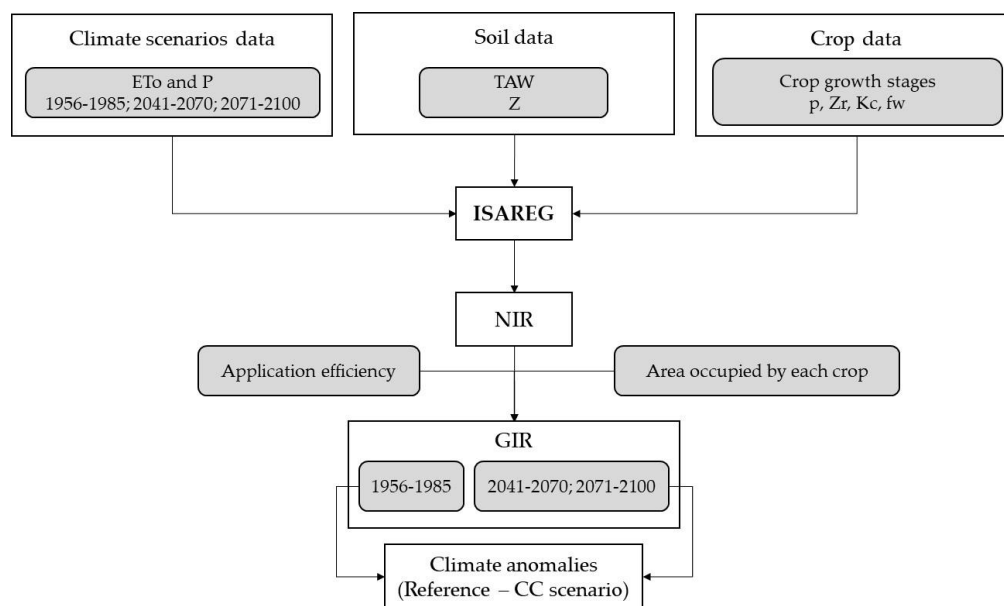 Climate scenarios data
ETo and P
1956-1985; 2041-2070; 2071-2100
Soil data
TAW
Z
Crop data
Crop growth stages
p, Zr, Kc, fw
ISAREG
NIR
Application efficiency
Area occupied by each crop
GIR
1956-1985
2041-2070; 2071-2100
Climate anomalies
(Reference – CC scenario)